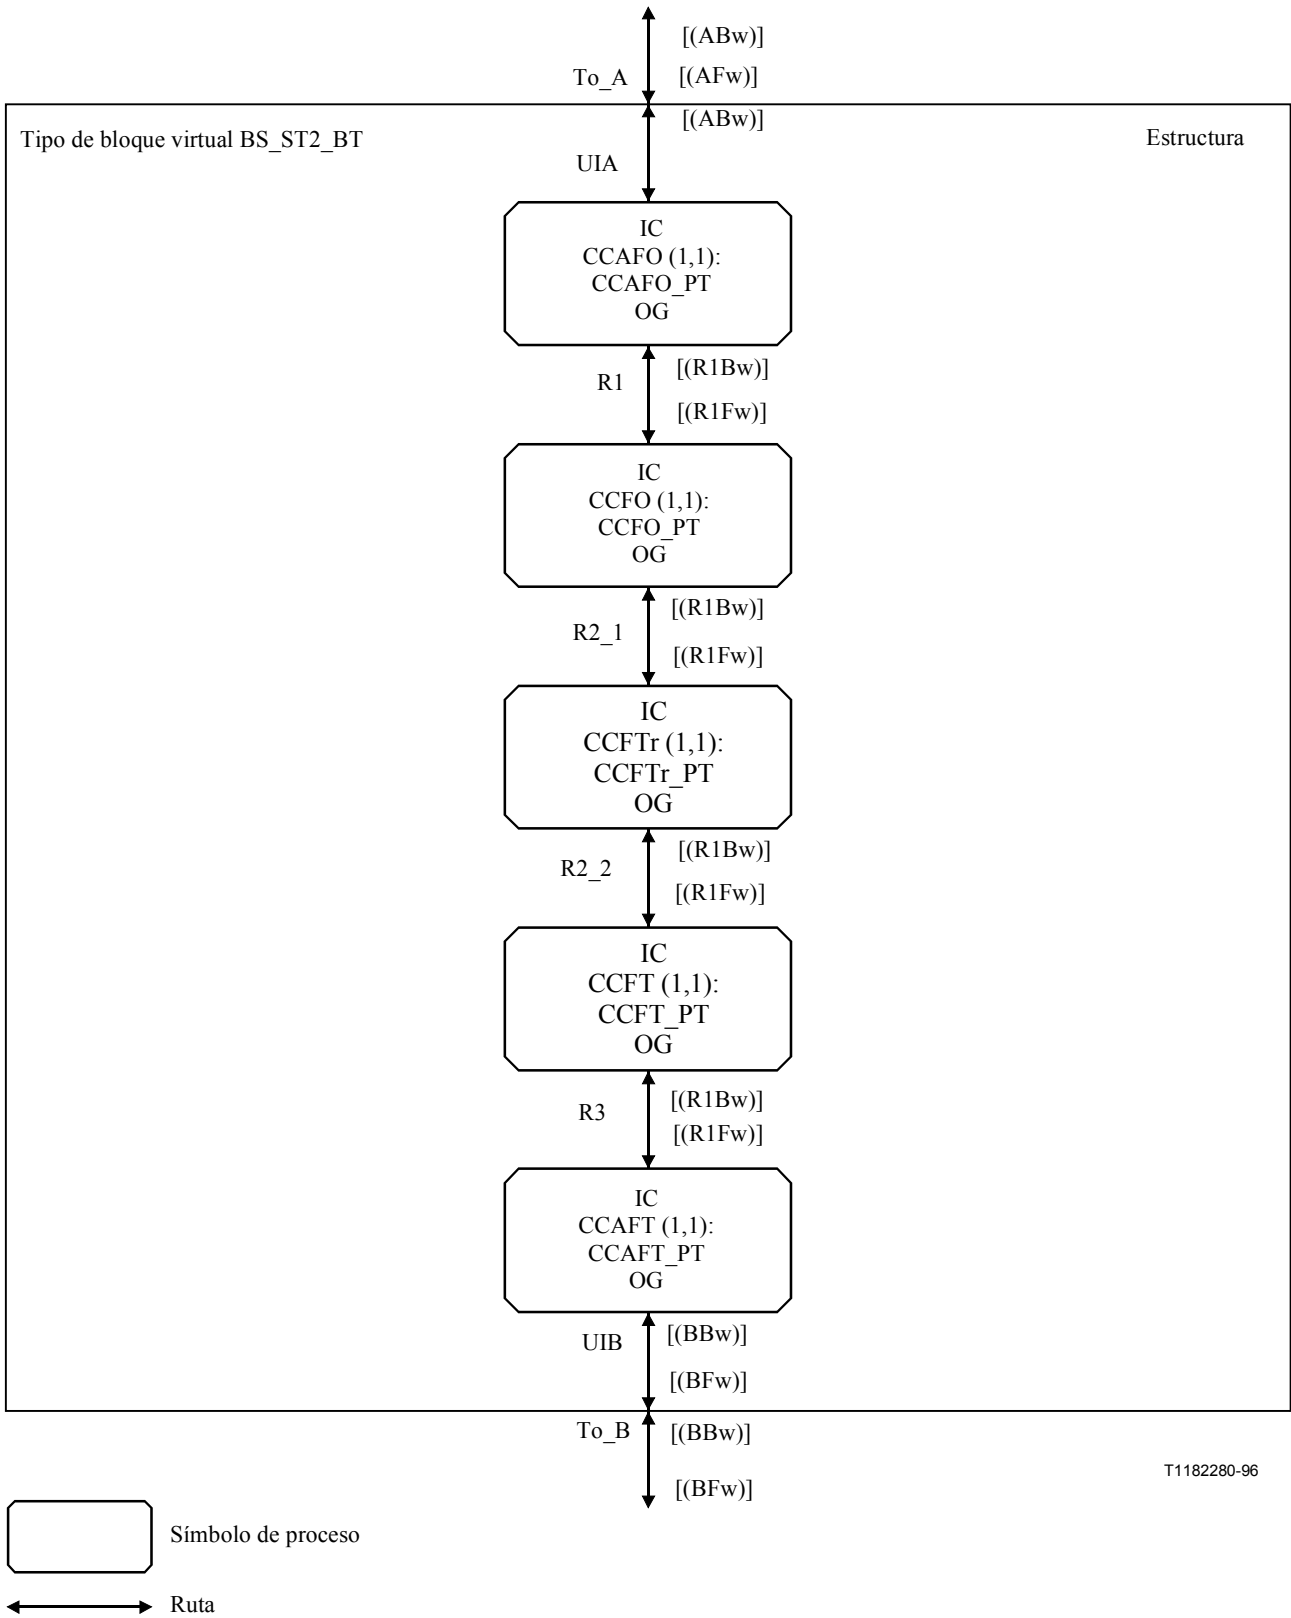 [(ABw)]
To_A
[(AFw)]
[(ABw)]
Tipo de bloque virtual BS_ST2_BT
Estructura
UIA
IC
CCAFO (1,1):
CCAFO_PT
OG
R1
[(R1Bw)]
[(R1Fw)]
IC
CCFO (1,1):
CCFO_PT
OG
[(R1Bw)]
R2_1
[(R1Fw)]
IC
CCFTr (1,1):
CCFTr_PT
OG
[(R1Bw)]
R2_2
[(R1Fw)]
IC
CCFT (1,1):
CCFT_PT
OG
[(R1Bw)]
R3
[(R1Fw)]
IC
CCAFT (1,1):
CCAFT_PT
OG
UIB
[(BBw)]
[(BFw)]
To_B
[(BBw)]
T1182280-96
[(BFw)]
Símbolo de proceso
Ruta